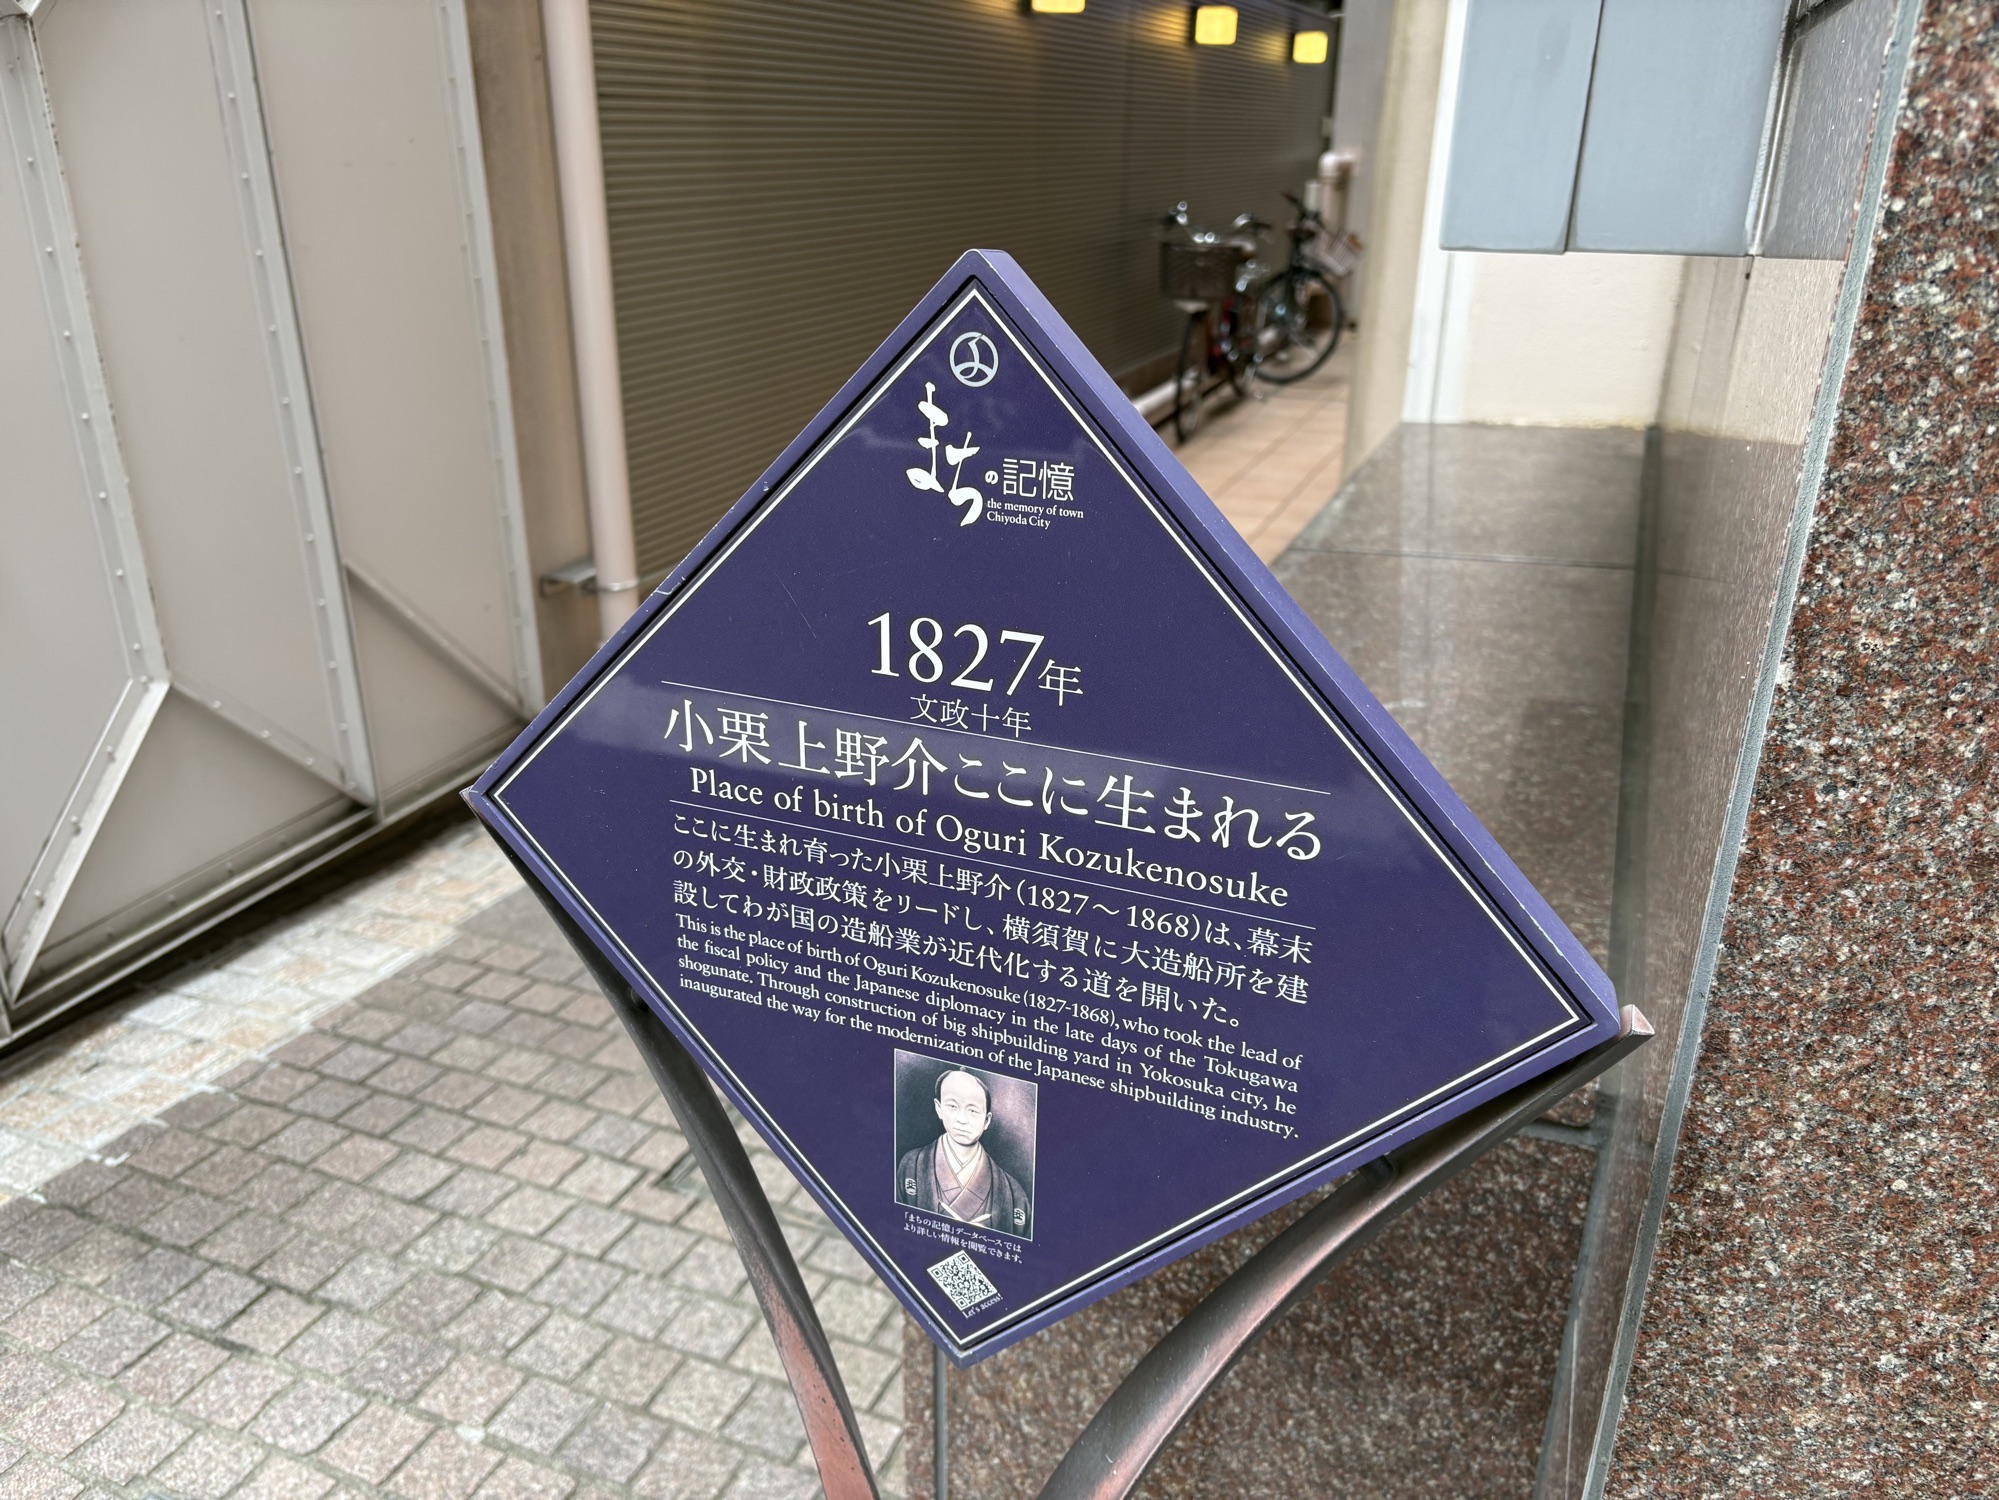 まちの記憶
the memory of town
Chiyoda City
1827年
文政十年
小栗上野介ここに生まれる
Place of birth of Oguri Kozukenosuke
ここに生まれ育った小栗上野介（1827～1868）は、幕末
の外交・財政政策をリードし、横須賀に大造船所を建
設してわが国の造船業が近代化する道を開いた。
This is the place of birth of Oguri Kozukenosuke (1827-1868), who took the lead of
the fiscal policy and the Japanese diplomacy in the late days of the Tokugawa
shogunate. Through construction of big shipbuilding yard in Yokosuka city, he
inaugurated the way for the modernization of the Japanese shipbuilding industry.
「まちの記憶」データベースでは
より詳しい情報を閲覧できます。
Let's access!